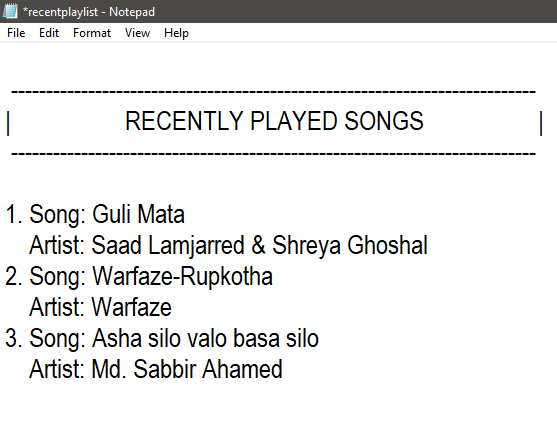 *recentplaylist - Notepad
File Edit Format View Help
---------------------------------------------------------------------------
| RECENTLY PLAYED SONGS |
---------------------------------------------------------------------------
1. Song: Guli Mata
Artist: Saad Lamjarred & Shreya Ghoshal
2. Song: Warfaze-Rupkotha
Artist: Warfaze
3. Song: Asha silo valo basa silo
Artist: Md. Sabbir Ahamed